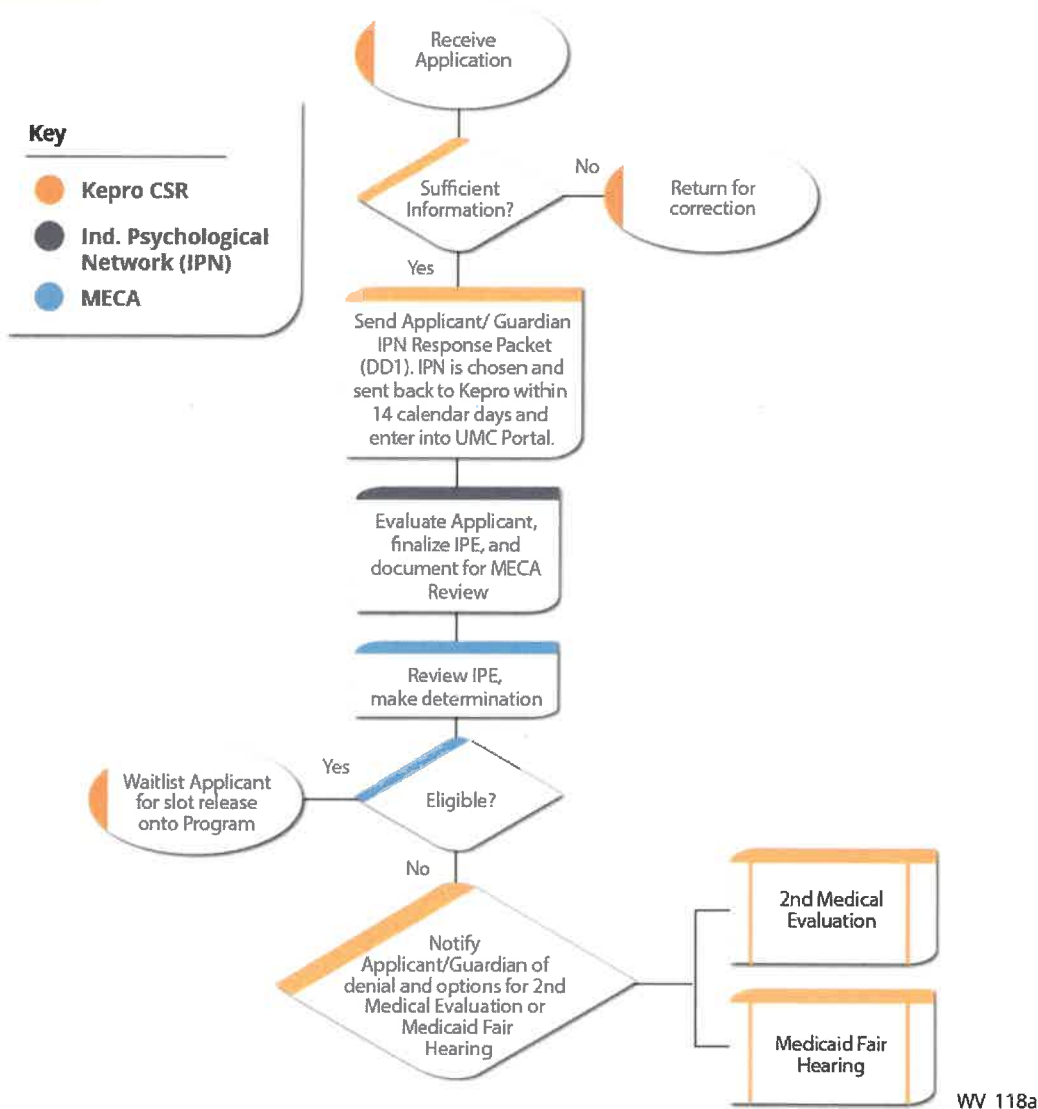 Receive
Application
Key
Kepro CSR
Ind. Psychological
Network (IPN)
MECA
Sufficient
Information?
No
Return for
correction
Yes
Send Applicant/ Guardian
IPN Response Packet
(DD1). IPN is chosen and
sent back to Kepro within
14 calendar days and
enter into UMC Portal.
Evaluate Applicant,
finalize IPE, and
document for MECA
Review
Review IPE,
make determination
Yes
Waitlist Applicant
for slot release
onto Program
Eligible?
No
Notify
Applicant/Guardian of
denial and options for 2nd
Medical Evaluation or
Medicaid Fair
Hearing
2nd Medical
Evaluation
Medicaid Fair
Hearing
WV 118a